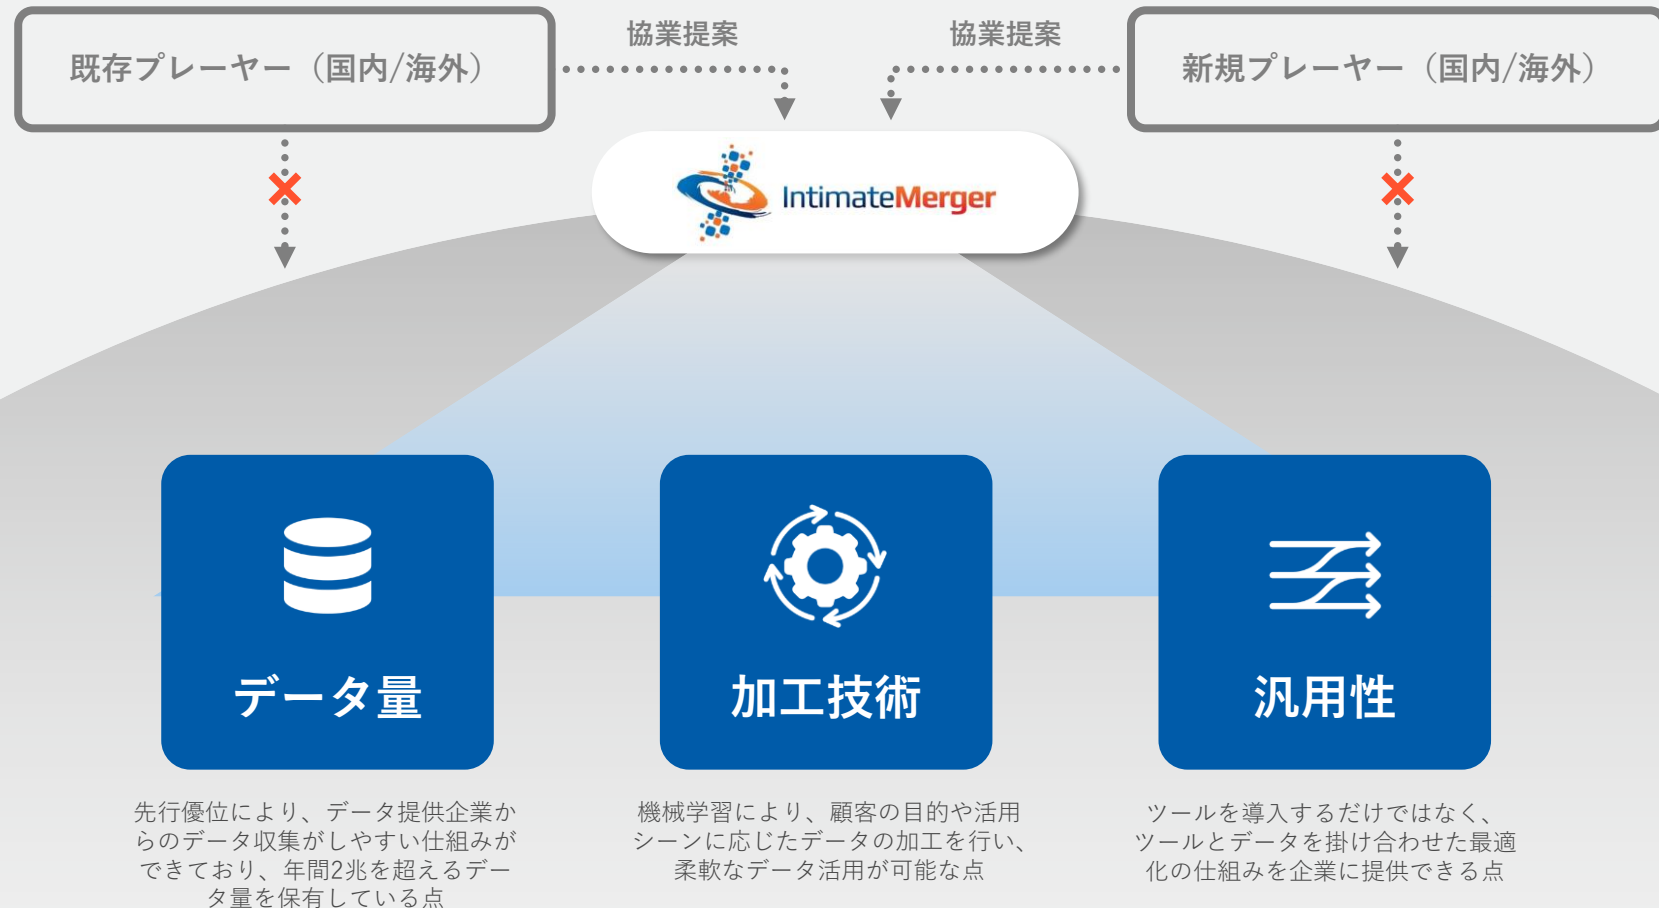 協業提案
協業提案
既存プレーヤー（国内/海外）
新規プレーヤー（国内/海外）
IntimateMerger
データ量
加工技術
汎用性
先行優位により、データ提供企業か
らのデータ収集がしやすい仕組みが
できており、年間2兆を超えるデー
タ量を保有している点
機械学習により、顧客の目的や活用
シーンに応じたデータの加工を行い、
柔軟なデータ活用が可能な点
ツールを導入するだけではなく、
ツールとデータを掛け合わせた最適
化の仕組みを企業に提供できる点